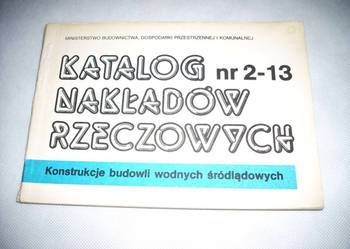 MINISTERSTWO BUDOWNICTWA, GOSPODARKI PRZESTRZENNEJ I KOMUNALNEJ
KATALOG nr 2-13
NAKŁADÓW
RZECZOWYCH
Konstrukcje budowli wodnych śródlądowych